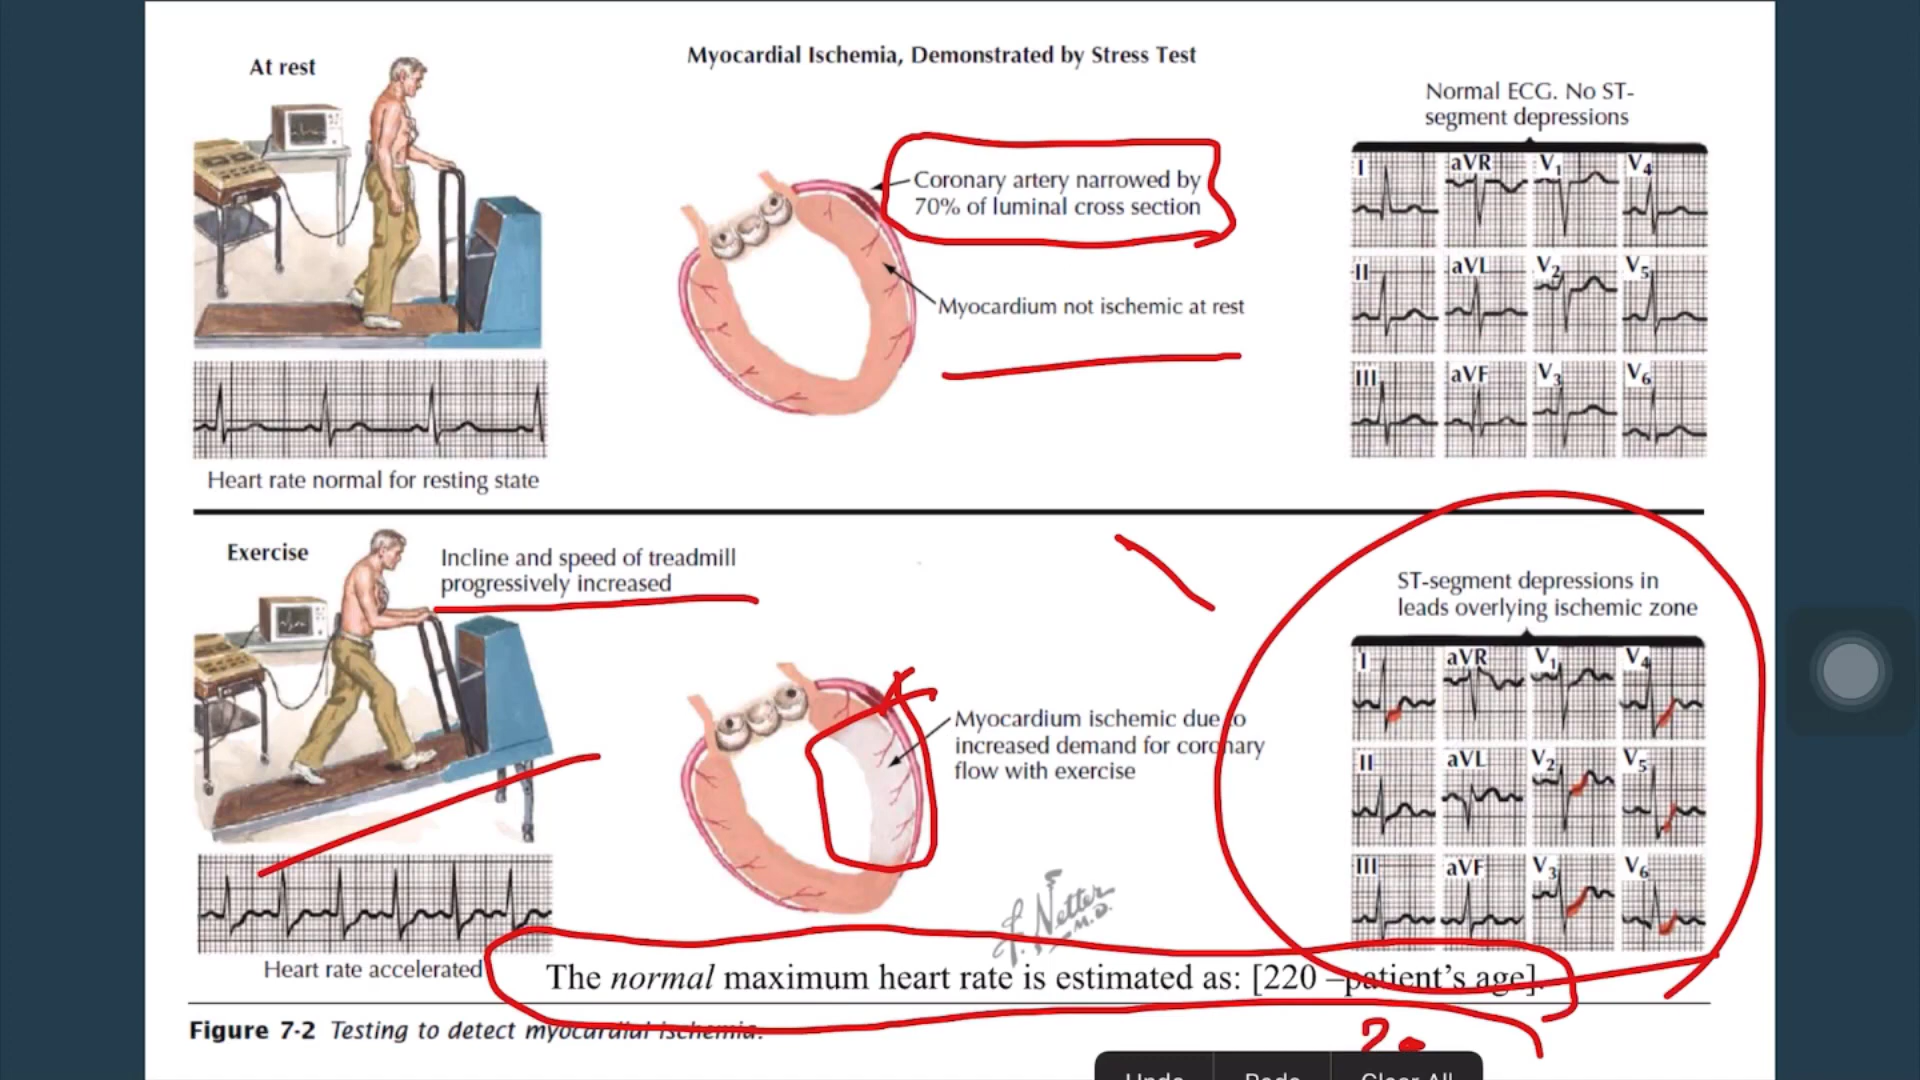 Myocardial Ischemia, Demonstrated by Stress Test
At rest
Coronary artery narrowed by
70% of luminal cross section
Myocardium not ischemic at rest
Heart rate normal for resting state
Normal ECG. No ST-
segment depressions
I aVR V1 V4
II aVL V2 V5
III aVF V3 V6
Exercise
Incline and speed of treadmill
progressively increased
Myocardium ischemic due to
increased demand for coronary
flow with exercise
Heart rate accelerated
ST-segment depressions in
leads overlying ischemic zone
I aVR V1 V4
II aVL V2 V5
III aVF V3 V6
F. Netter
M.D.
The normal maximum heart rate is estimated as: [220 –patient's age].
Figure 7-2 Testing to detect myocardial ischemia.
Undo Redo Clear All